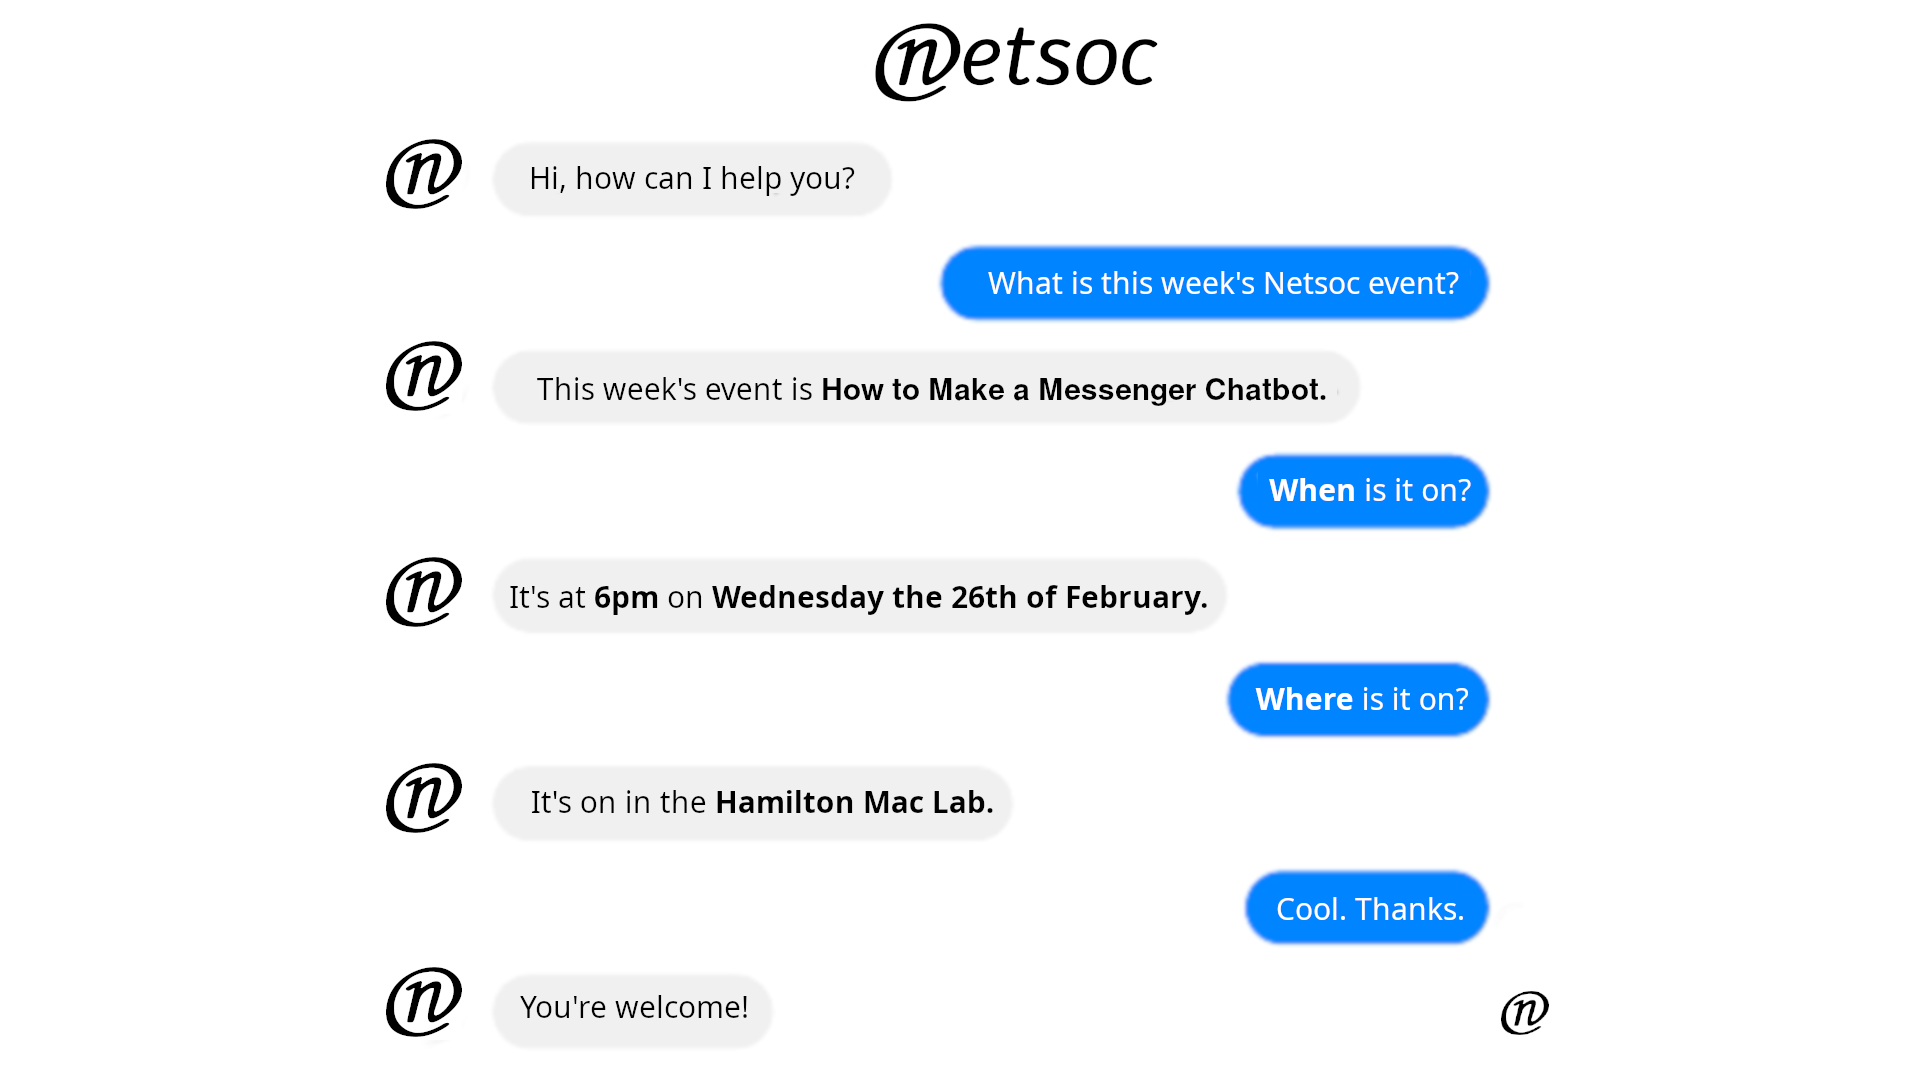 @netsoc
Hi, how can I help you?
What is this week's Netsoc event?
This week's event is How to Make a Messenger Chatbot.
When is it on?
It's at 6pm on Wednesday the 26th of February.
Where is it on?
It's on in the Hamilton Mac Lab.
Cool. Thanks.
You're welcome!